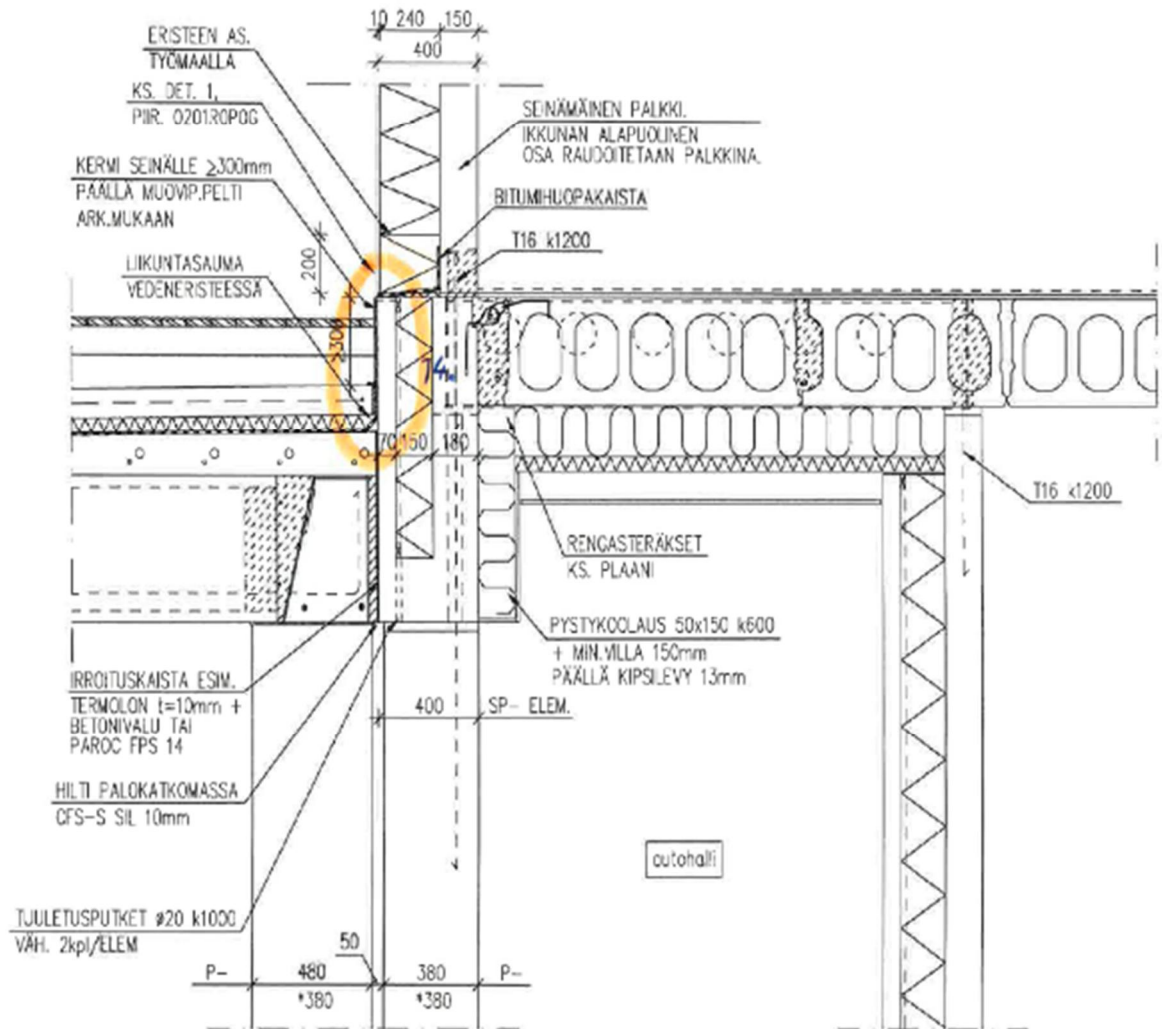 10 240 150
400
ERISTEEN AS.
TYÖMAALLA
KS. DET. 1,
PIIR. 0201R0P0G
KERMI SEINÄLLE ≥300mm
PÄÄLLÄ MUOVIP.PELTI
ARK.MUKAAN
LIIKUNTASAUMA
VEDENERISTEESSÄ
200
>300
SEINÄMÄINEN PALKKI.
IKKUNAN ALAPUOLINEN
OSA RAUDOITETAAN PALKKINA.
BITUMIHUOPAKAISTA
T16 k1200
70 150 180
T16 k1200
RENGASTERÄKSET
KS. PLAANI
PYSTYKOOLAUS 50x150 k600
+ MIN.VILLA 150mm
PÄÄLLÄ KIPSILEVY 13mm
IRROITUSKAISTA ESIM.
TERMOLON t=10mm +
BETONIVALU TAI
PAROC FPS 14
400 SP- ELEM.
HILTI PALOKATKOMASSA
CFS-S SIL 10mm
autohalli
TUULETUSPUTKET ø20 k1000
VÄH. 2kpl/ELEM
50
P- 480 380 P-
*380 *380